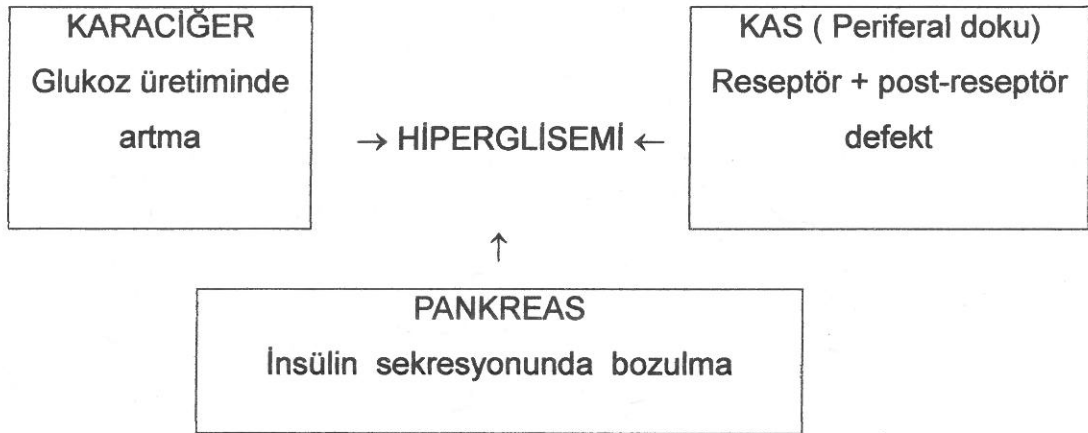 KARACİĞER
Glukoz üretiminde
artma
KAS ( Periferal doku)
Reseptör + post-reseptör
defekt
→ HİPERGLİSEMİ ←
↑
PANKREAS
İnsülin sekresyonunda bozulma